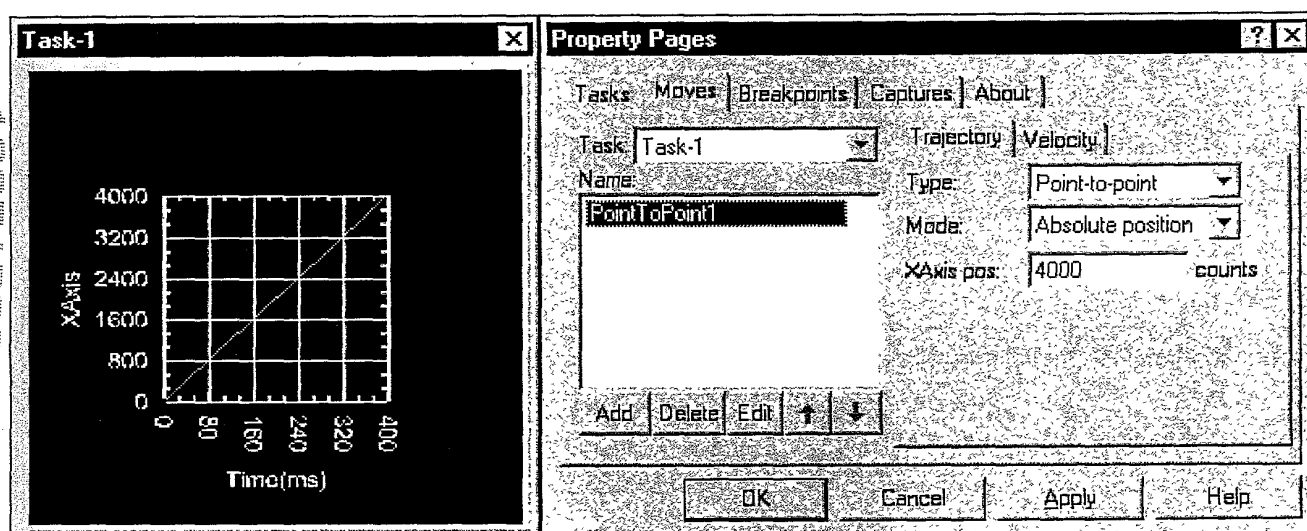 Task-1
4000
3200
2400
1600
800
0
XAxis
0 80 160 240 320 400
Time(ms)
Property Pages
Tasks Moves Breakpoints Captures About
Task: Task-1
Name:
PointToPoint1
Add Delete Edit
Trajectory Velocity
Type: Point-to-point
Mode: Absolute position
XAxis pos: 4000 counts
OK Cancel Apply Help